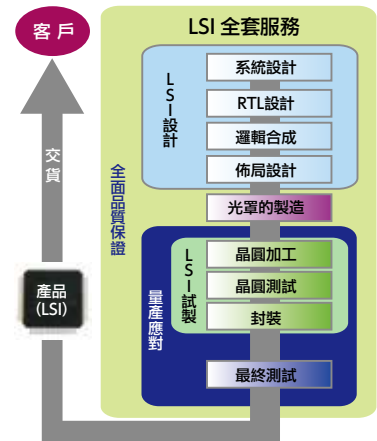 客戶
LSI 全套服務
LSI設計
系統設計
RTL設計
邏輯合成
佈局設計
交貨
全面品質保證
光罩的製造
量產應對
LSI試製
晶圓加工
晶圓測試
封裝
產品
(LSI)
最終測試